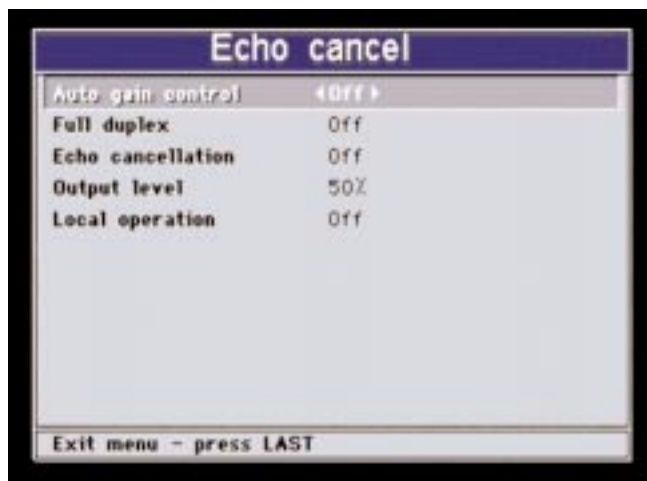 Echo cancel
Auto gain control ◂Off▸
Full duplex Off
Echo cancellation Off
Output level 50%
Local operation Off
Exit menu - press LAST